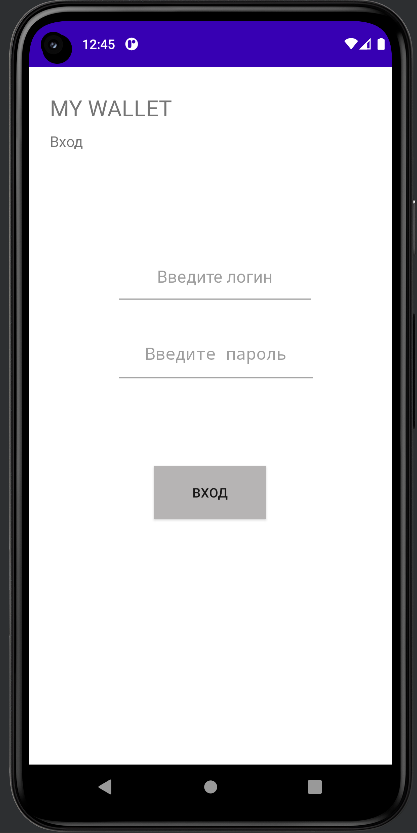 12:45
MY WALLET
Вход
Введите логин
Введите пароль
ВХОД